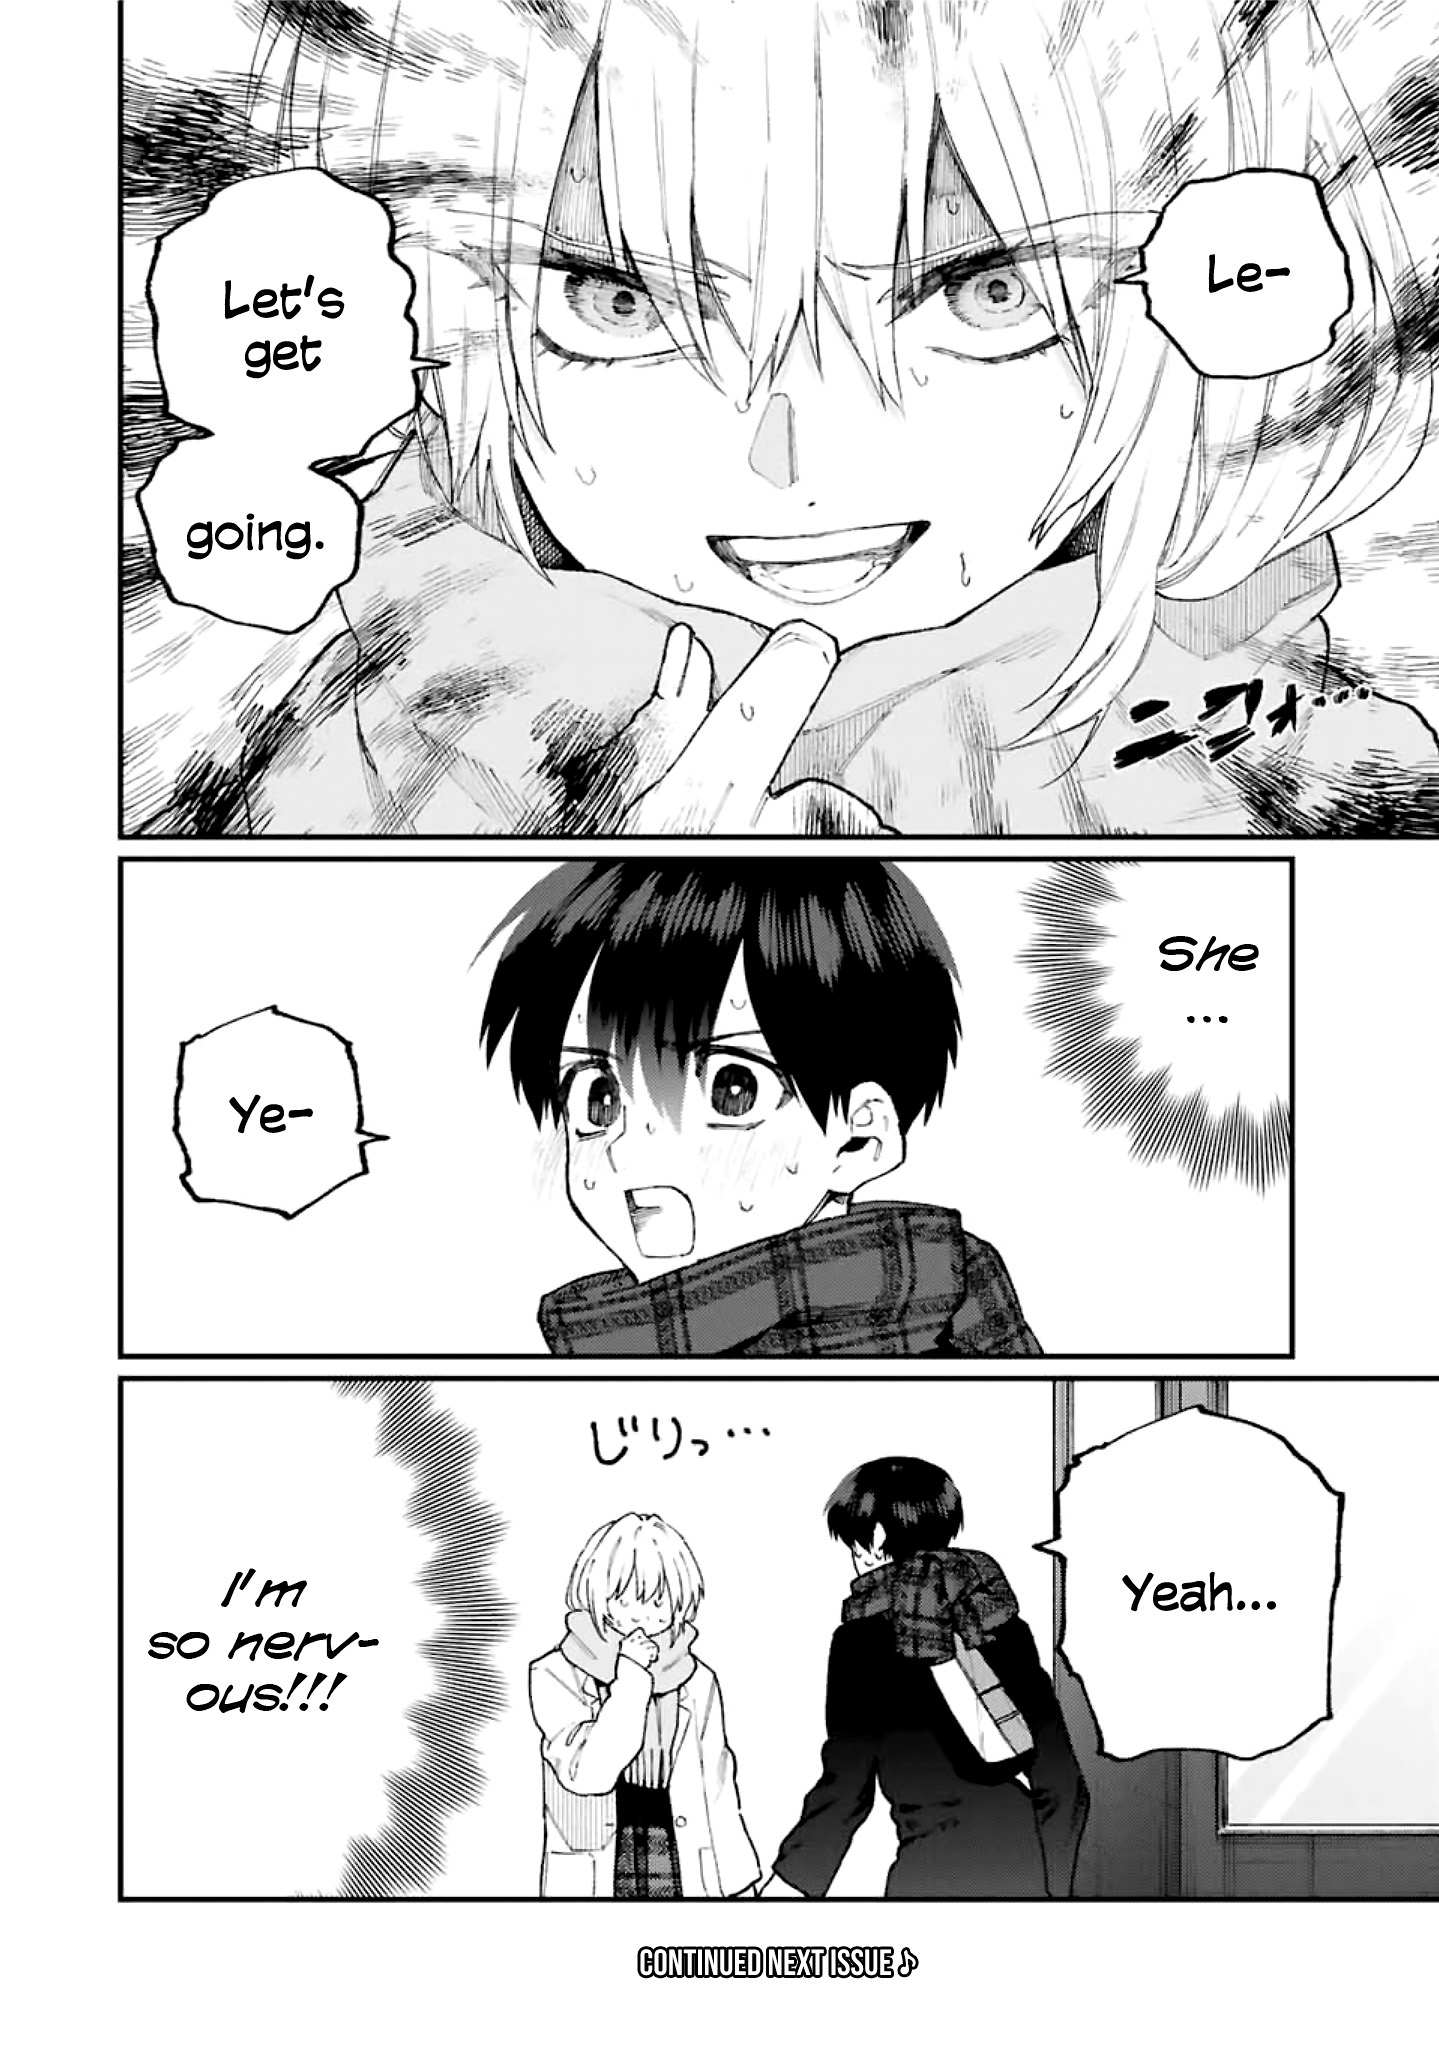 Le-
ニコォ……
Let's
get
going.
She
...
Ye-
Yeah...
じりっ…
I'm
so nerv-
ous!!!
CONTINUED NEXT ISSUE ♪